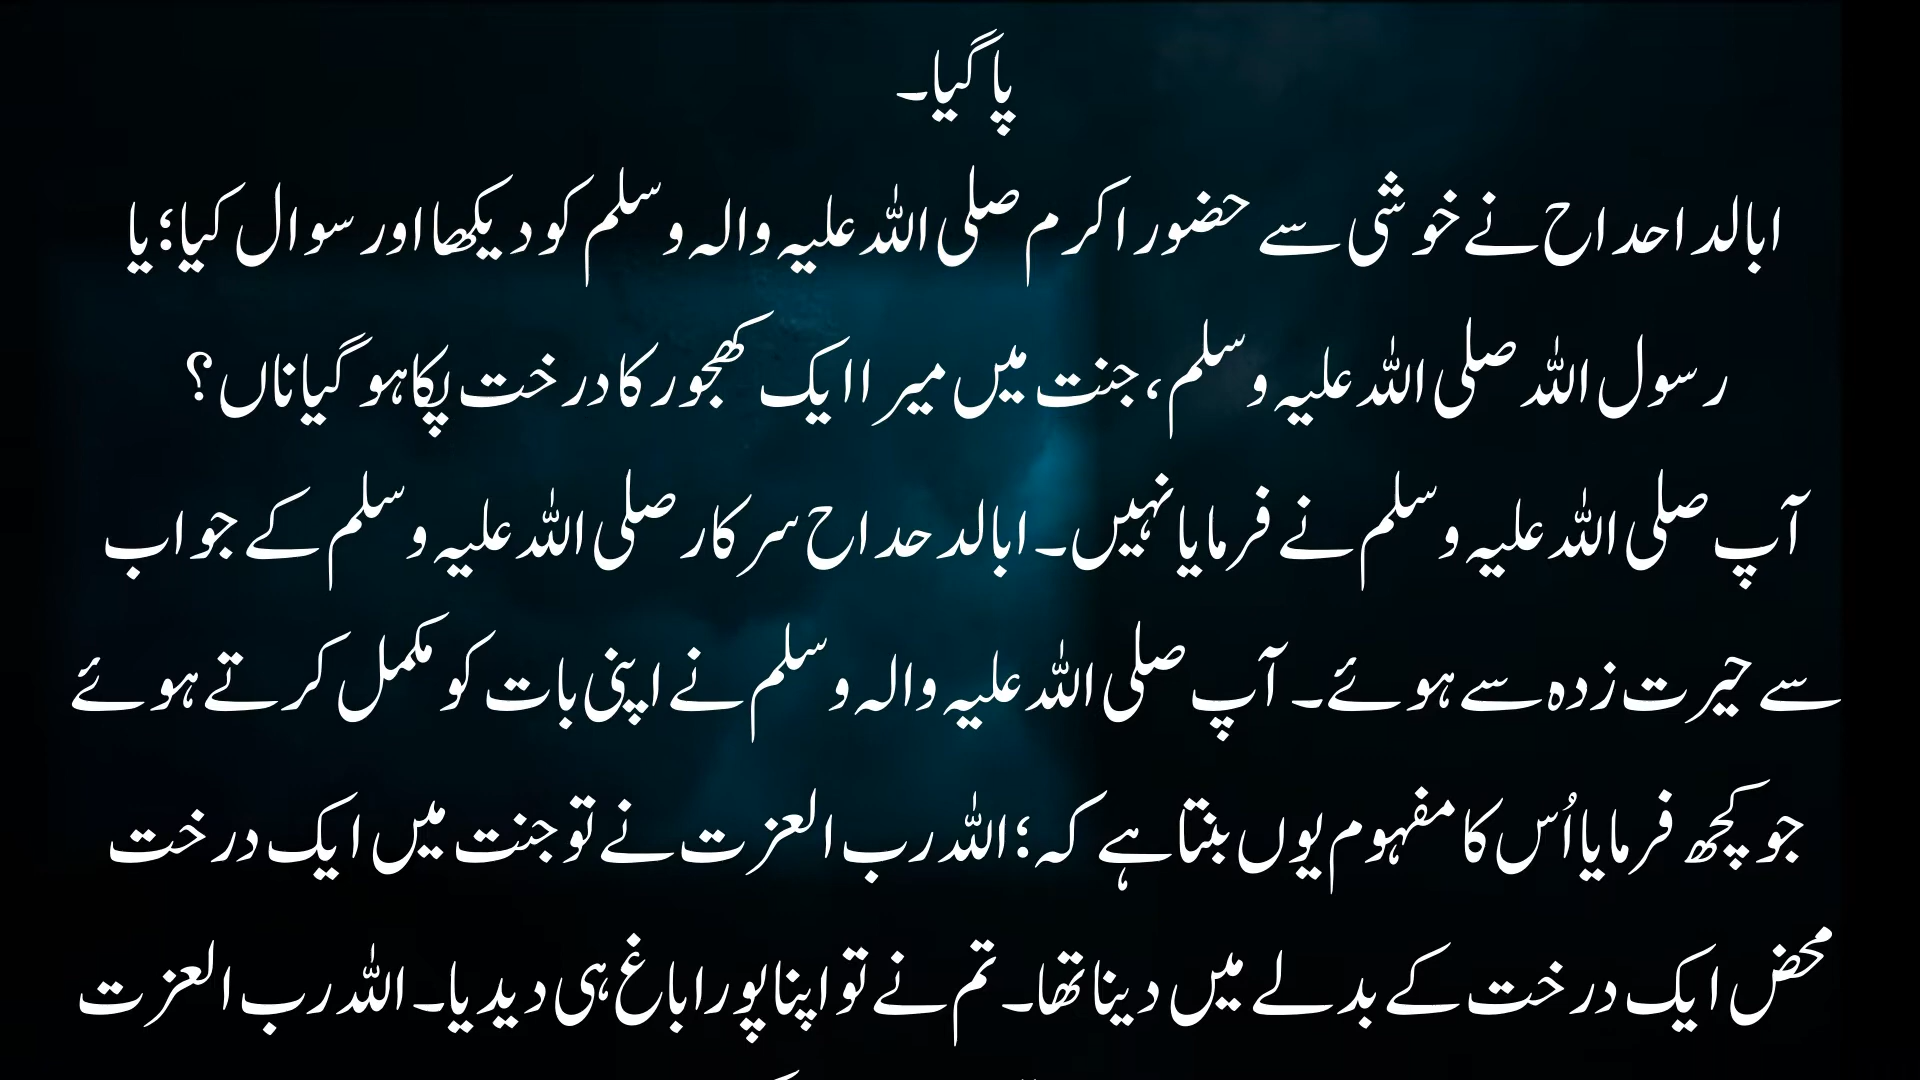 پا گیا۔
ابالد احداح نے خوشی سے حضور اکرم صلی اللہ علیہ والہ وسلم کو دیکھا اور سوال کیا؛ یا
رسول اللہ صلی اللہ علیہ وسلم، جنت میں میرا ایک کھجور کا درخت پکا ہو گیا ناں؟
آپ صلی اللہ علیہ وسلم نے فرمایا نہیں۔ ابالد حداح سرکار صلی اللہ علیہ وسلم کے جواب
سے حیرت زدہ سے ہوئے۔ آپ صلی اللہ علیہ والہ وسلم نے اپنی بات کو مکمل کرتے ہوئے
جو کچھ فرمایا اُس کا مفہوم یوں بنتا ہے کہ؛ اللہ رب العزت نے تو جنت میں ایک درخت
محض ایک درخت کے بدلے میں دینا تھا۔ تم نے تو اپنا پورا باغ ہی دیدیا۔ اللہ رب العزت